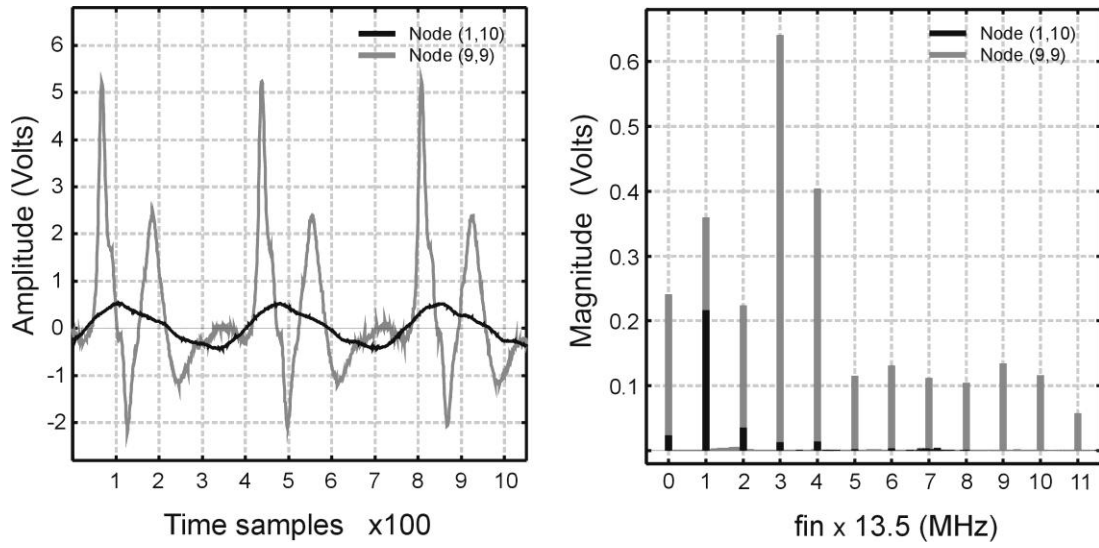 Node (1,10)
Node (9,9)
6
5
4
3
2
1
0
-1
-2
Amplitude (Volts)
1 2 3 4 5 6 7 8 9 10
Time samples x100
Node (1,10)
Node (9,9)
0.6
0.5
0.4
0.3
0.2
0.1
Magnitude (Volts)
0 1 2 3 4 5 6 7 8 9 10 11
fin x 13.5 (MHz)